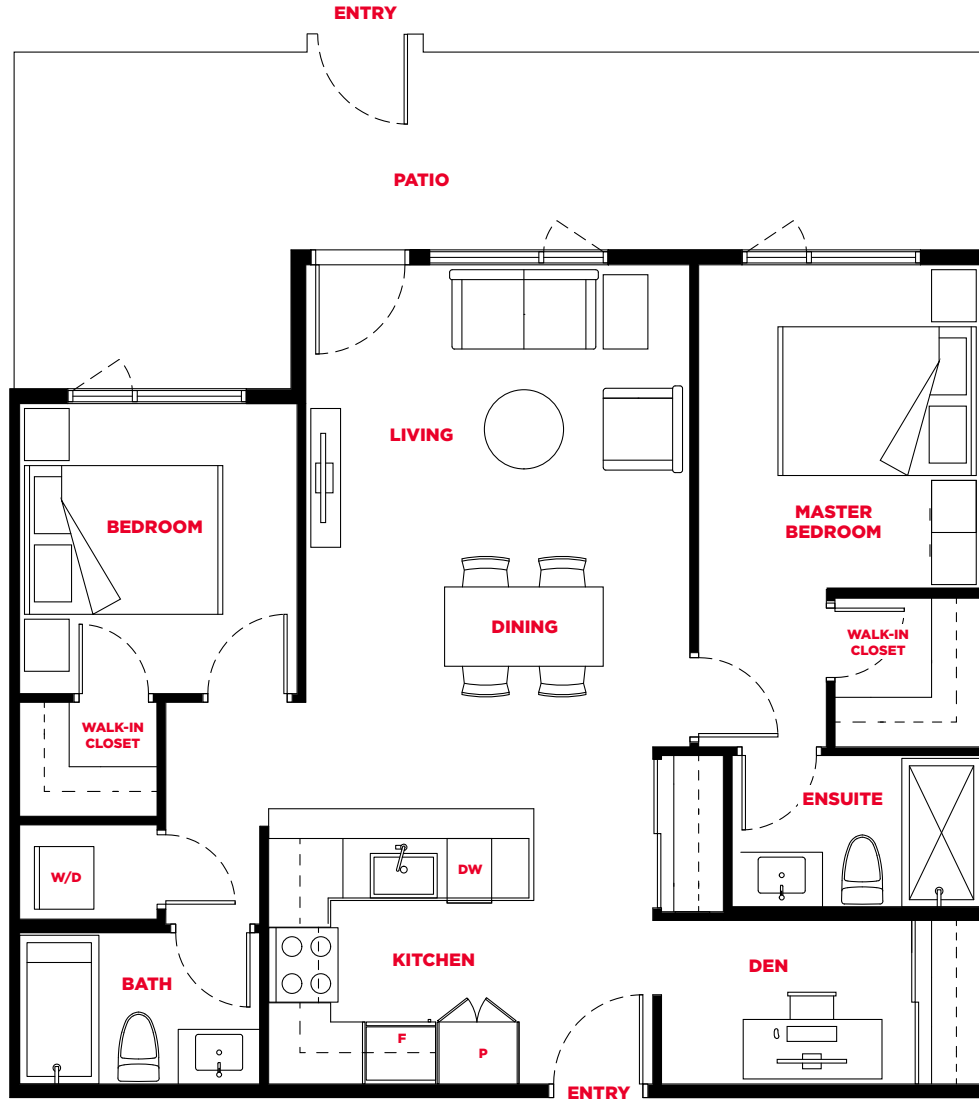 ENTRY
PATIO
LIVING
BEDROOM
MASTER
BEDROOM
DINING
WALK-IN
CLOSET
WALK-IN
CLOSET
ENSUITE
W/D
DW
KITCHEN
DEN
BATH
F
P
ENTRY